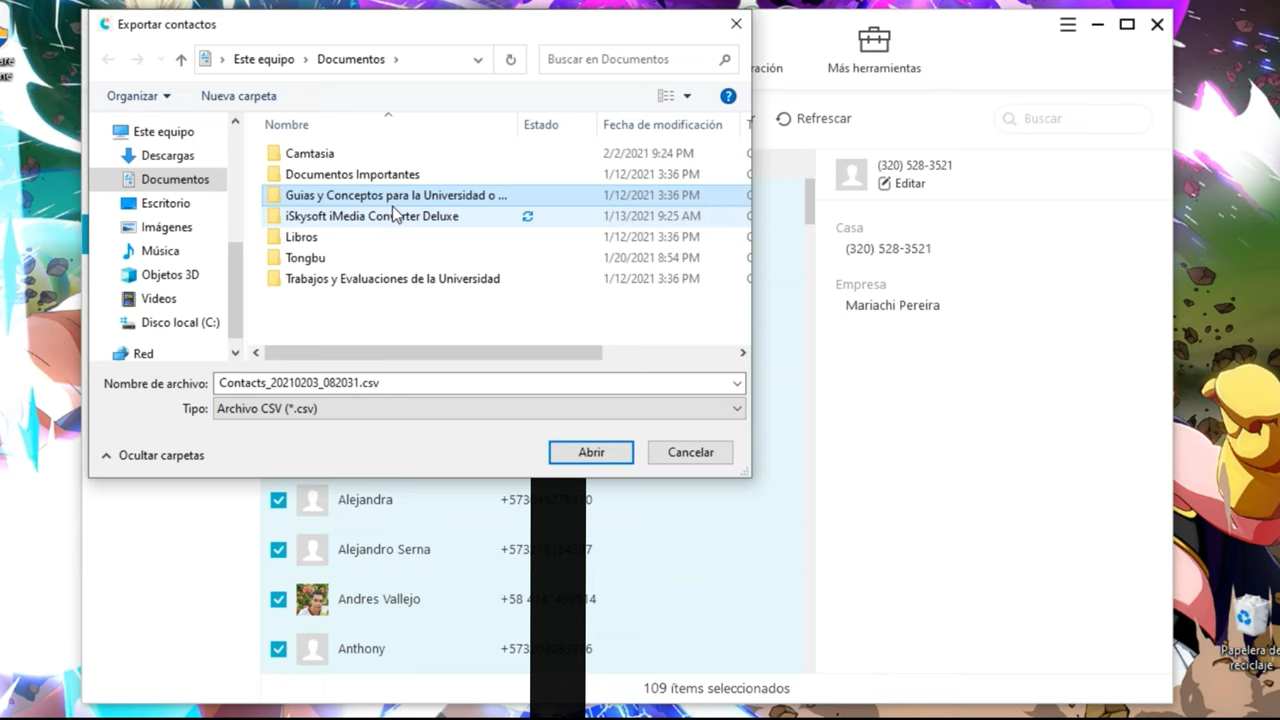 Exportar contactos
Este equipo > Documentos >
Buscar en Documentos
Organizar
Nueva carpeta
Este equipo
Descargas
Documentos
Escritorio
Imágenes
Música
Objetos 3D
Videos
Disco local (C:)
Red
Nombre Estado Fecha de modificación
Camtasia 2/2/2021 9:24 PM
Documentos Importantes 1/12/2021 3:36 PM
Guias y Conceptos para la Universidad o ... 1/12/2021 3:36 PM
iSkysoft iMedia Converter Deluxe 1/13/2021 9:25 AM
Libros 1/12/2021 3:36 PM
Tongbu 1/20/2021 8:54 PM
Trabajos y Evaluaciones de la Universidad 1/12/2021 3:36 PM
Nombre de archivo: Contacts_20210203_082031.csv
Tipo: Archivo CSV (*.csv)
Ocultar carpetas
Abrir
Cancelar
ración
Más herramientas
Refrescar
Buscar
(320) 528-3521
Editar
Casa
(320) 528-3521
Empresa
Mariachi Pereira
Alejandra
Alejandro Serna
Andres Vallejo
Anthony
109 ítems seleccionados
Papelera de
reciclaje